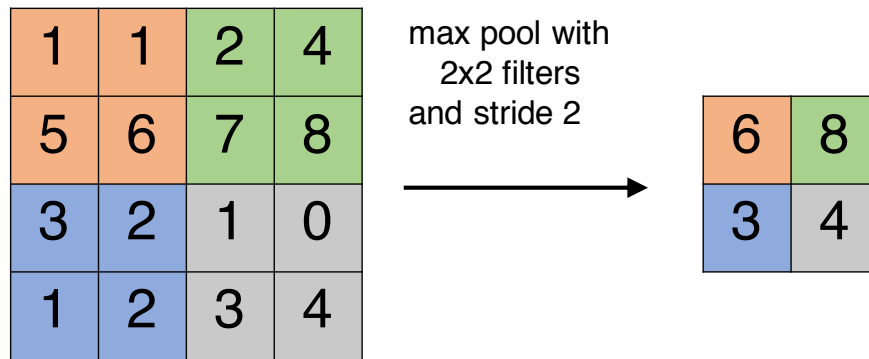 1 1 2 4
5 6 7 8
3 2 1 0
1 2 3 4
max pool with
2x2 filters
and stride 2
6 8
3 4